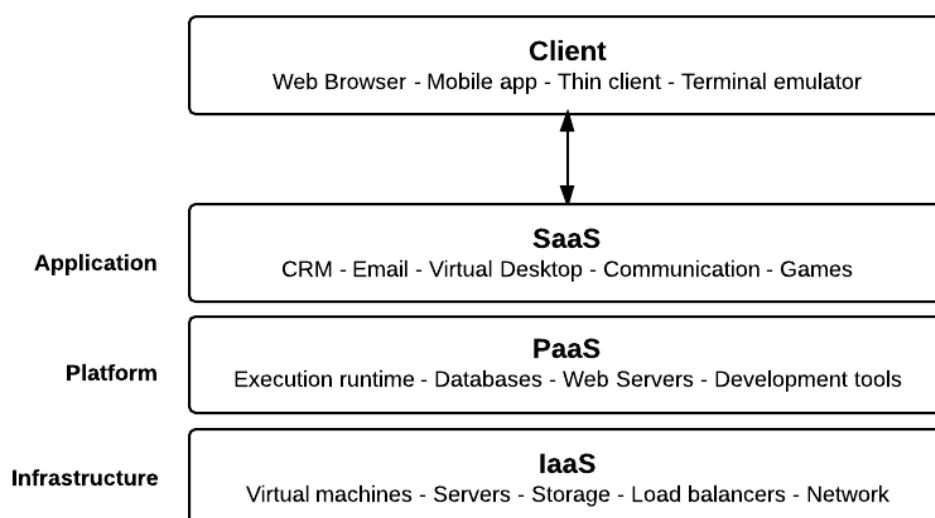 Client
Web Browser - Mobile app - Thin client - Terminal emulator
SaaS
Application
CRM - Email - Virtual Desktop - Communication - Games
PaaS
Platform
Execution runtime - Databases - Web Servers - Development tools
IaaS
Infrastructure
Virtual machines - Servers - Storage - Load balancers - Network